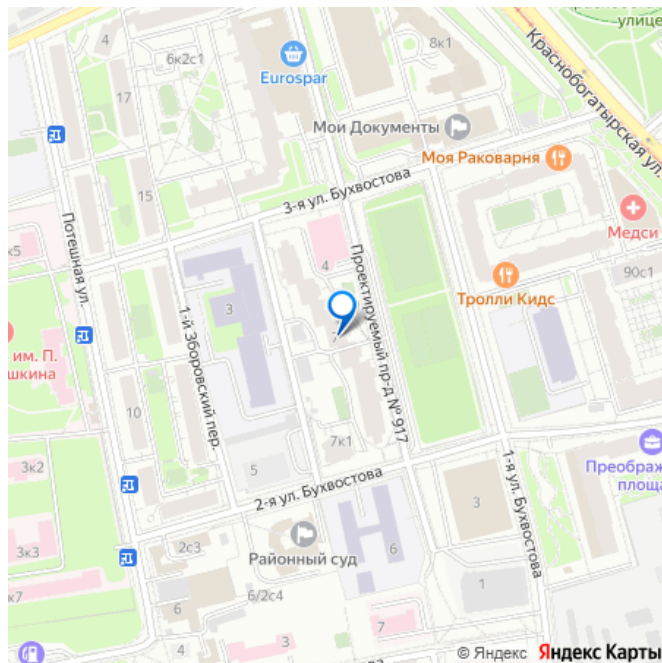 улице
Краснобогатырская ул.
4
6к2с1
Eurospar
8к1
17
Мои Документы
Моя Раковарня
3-я ул. Бухвостова
15
Потешная ул.
к5
4
Медси
3
Проектируемый пр-д № 917
90с1
Тролли Кидс
1-й Зборовский пер.
7
им. П.
шкина
10
7к1
5
3к2
2-я ул. Бухвостова
Преображ
площа
3
1-я ул. Бухвостова
2с3
3к3
Районный суд
6
к7
6
6/2с4
1
7
4
3
© Яндекс Яндекс Карты